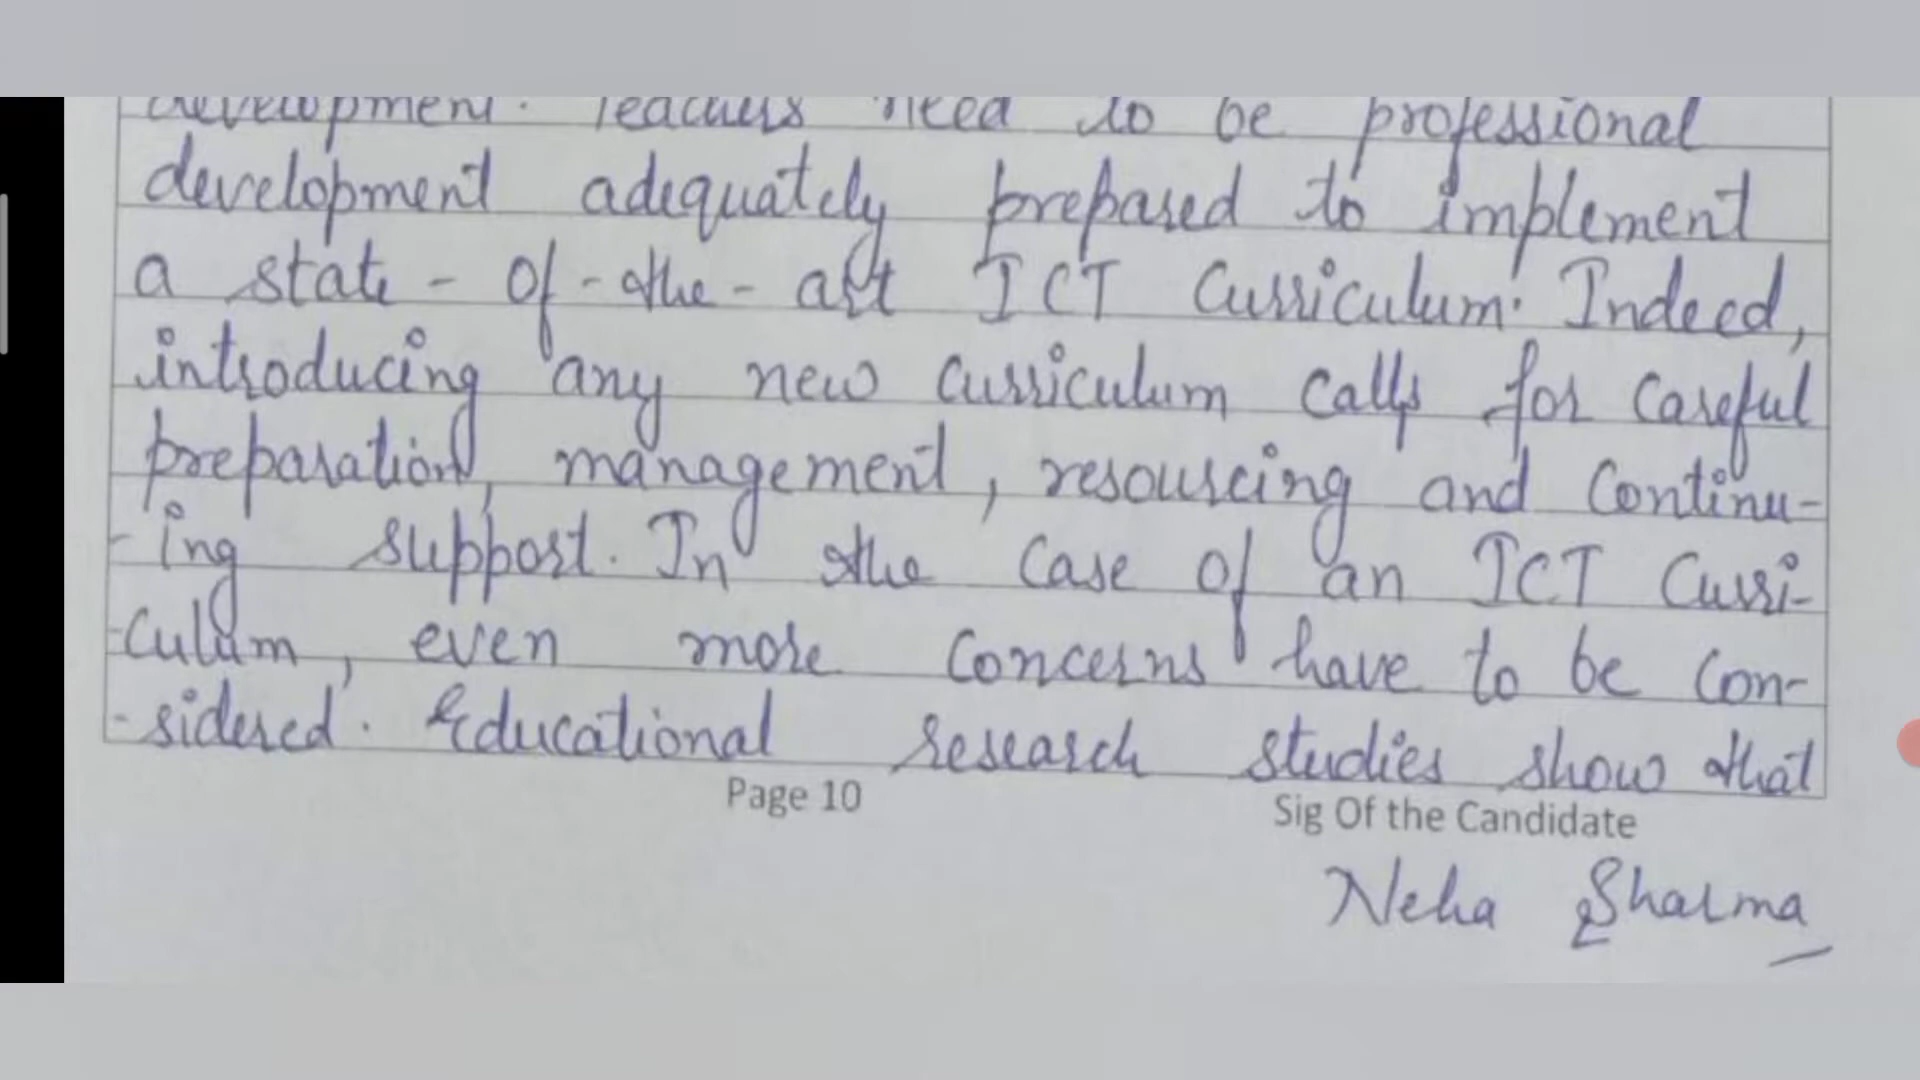 development. Teachers need to be professional
development adequately prepared to implement
a state - of - the - art ICT Curriculum. Indeed,
introducing any new curriculum calls for careful
preparation, management, resourcing and Continu-
-ing support. In the case of an ICT Curri-
-culum, even more concerns have to be con-
-sidered. Educational research studies show that
Page 10
Sig Of the Candidate
Neha Sharma